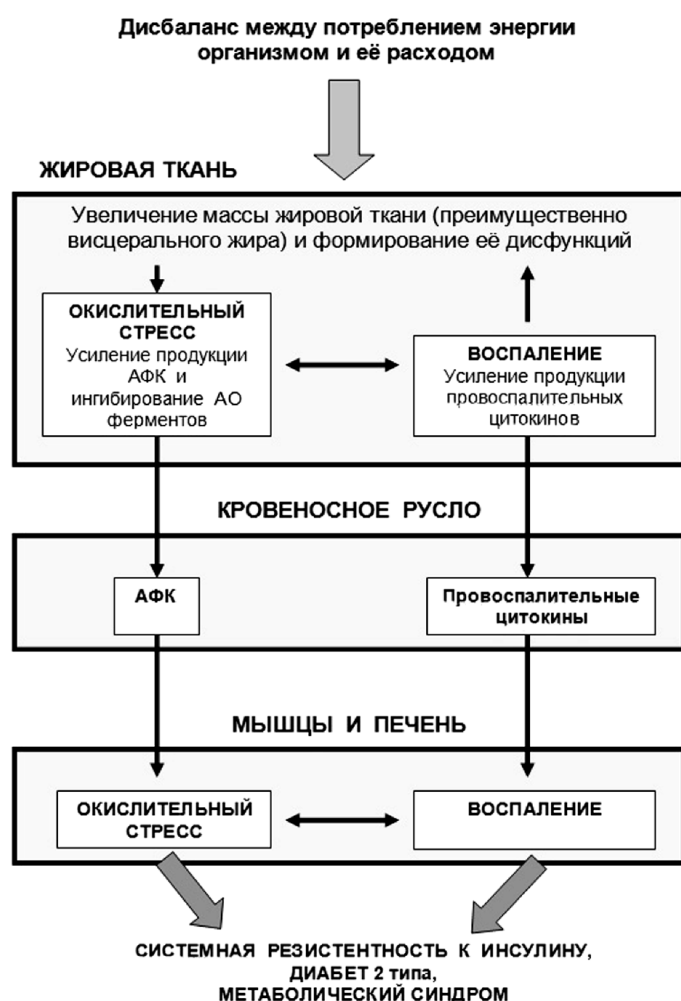 Дисбаланс между потреблением энергии
организмом и её расходом
ЖИРОВАЯ ТКАНЬ
Увеличение массы жировой ткани (преимущественно
висцерального жира) и формирование её дисфункций
ОКИСЛИТЕЛЬНЫЙ
СТРЕСС
Усиление продукции
АФК и
ингибирование АО
ферментов
ВОСПАЛЕНИЕ
Усиление продукции
провоспалительных
цитокинов
КРОВЕНОСНОЕ РУСЛО
АФК
Провоспалительные
цитокины
МЫШЦЫ И ПЕЧЕНЬ
ОКИСЛИТЕЛЬНЫЙ
СТРЕСС
ВОСПАЛЕНИЕ
СИСТЕМНАЯ РЕЗИСТЕНТНОСТЬ К ИНСУЛИНУ,
ДИАБЕТ 2 типа,
МЕТАБОЛИЧЕСКИЙ СИНДРОМ